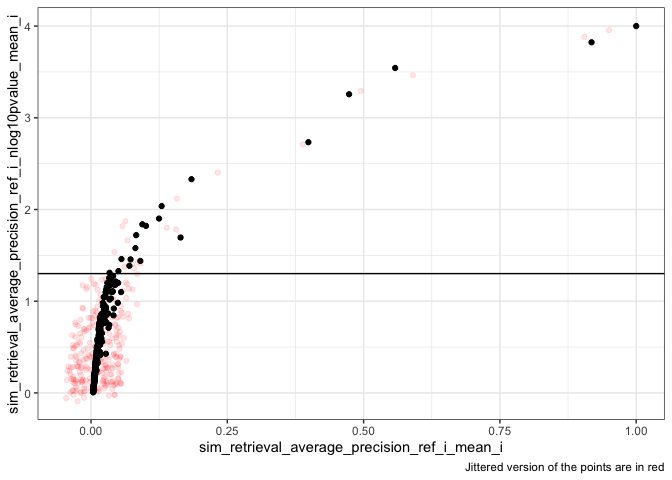 sim_retrieval_average_precision_ref_i_nlog10pvalue_mean_i
4
3
2
1
0
0.00 0.25 0.50 0.75 1.00
sim_retrieval_average_precision_ref_i_mean_i
Jittered version of the points are in red